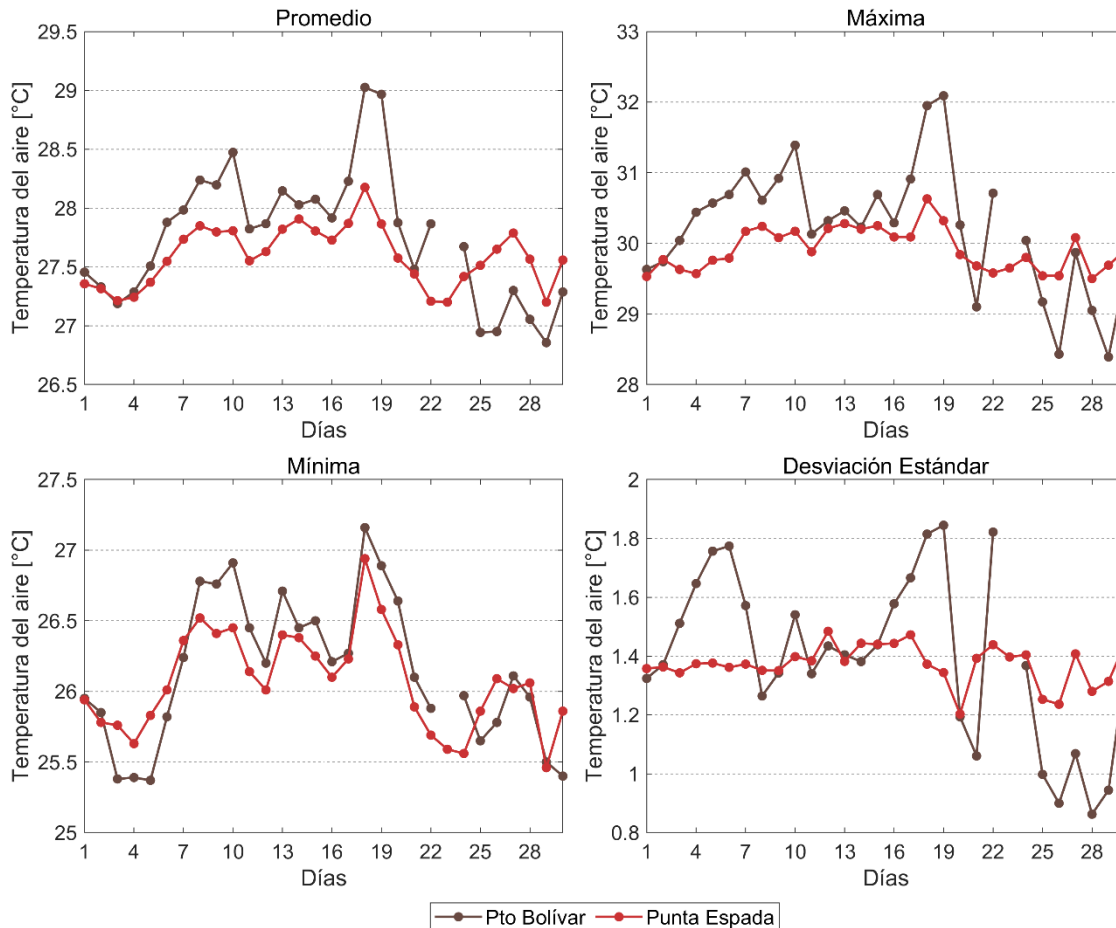 Promedio
Temperatura del aire [°C]
29.5
29
28.5
28
27.5
27
26.5
1 4 7 10 13 16 19 22 25 28
Días
Máxima
Temperatura del aire [°C]
33
32
31
30
29
28
1 4 7 10 13 16 19 22 25 28
Días
Mínima
Temperatura del aire [°C]
27.5
27
26.5
26
25.5
25
1 4 7 10 13 16 19 22 25 28
Días
Desviación Estándar
Temperatura del aire [°C]
2
1.8
1.6
1.4
1.2
1
0.8
1 4 7 10 13 16 19 22 25 28
Días
Pto Bolívar Punta Espada